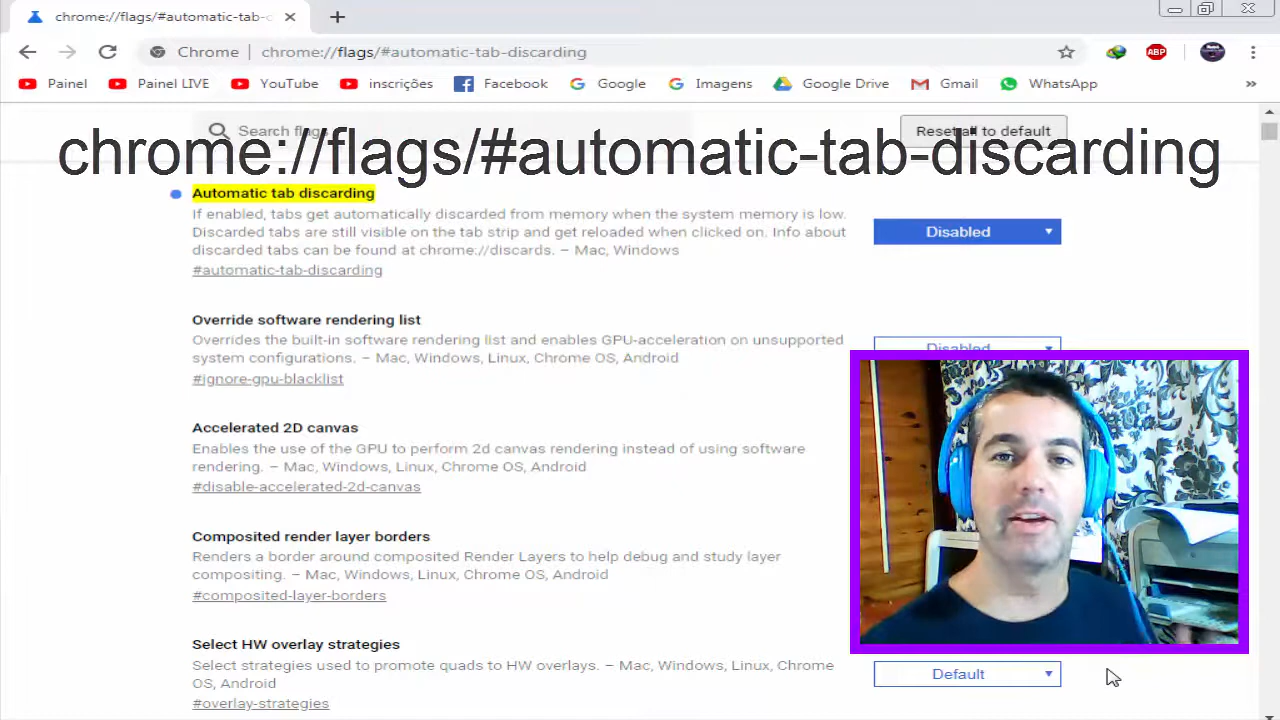 chrome://flags/#automatic-tab-c
Chrome | chrome://flags/#automatic-tab-discarding
ABP
Painel
Painel LIVE
YouTube
inscrições
Facebook
Google
Imagens
Google Drive
Gmail
WhatsApp
»
Search flags
Reset all to default
chrome://flags/#automatic-tab-discarding
Automatic tab discarding
If enabled, tabs get automatically discarded from memory when the system memory is low.
Discarded tabs are still visible on the tab strip and get reloaded when clicked on. Info about
discarded tabs can be found at chrome://discards. – Mac, Windows
#automatic-tab-discarding
Disabled
Override software rendering list
Overrides the built-in software rendering list and enables GPU-acceleration on unsupported
system configurations. – Mac, Windows, Linux, Chrome OS, Android
#ignore-gpu-blacklist
Disabled
Accelerated 2D canvas
Enables the use of the GPU to perform 2d canvas rendering instead of using software
rendering. – Mac, Windows, Linux, Chrome OS, Android
#disable-accelerated-2d-canvas
Composited render layer borders
Renders a border around composited Render Layers to help debug and study layer
compositing. – Mac, Windows, Linux, Chrome OS, Android
#composited-layer-borders
Select HW overlay strategies
Select strategies used to promote quads to HW overlays. – Mac, Windows, Linux, Chrome
OS, Android
#overlay-strategies
Default